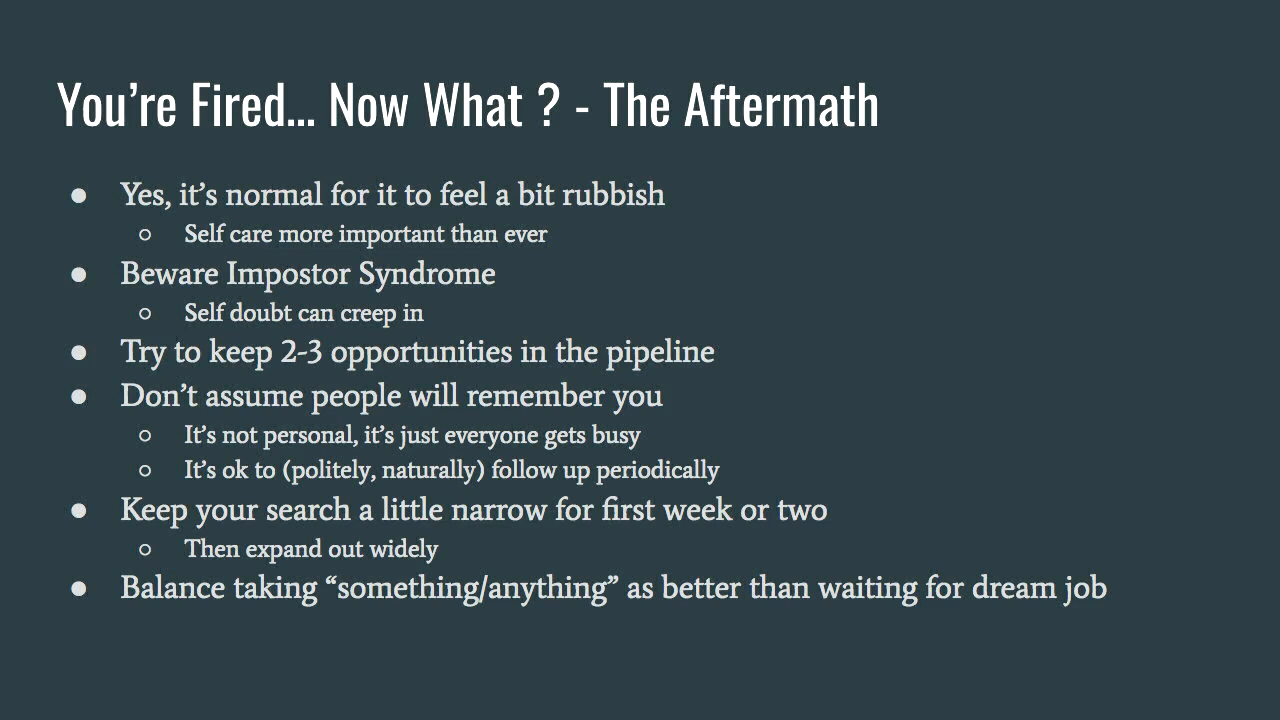 You’re Fired... Now What ? - The Aftermath
● Yes, it’s normal for it to feel a bit rubbish
○ Self care more important than ever
● Beware Impostor Syndrome
○ Self doubt can creep in
● Try to keep 2-3 opportunities in the pipeline
● Don’t assume people will remember you
○ It’s not personal, it’s just everyone gets busy
○ It’s ok to (politely, naturally) follow up periodically
● Keep your search a little narrow for first week or two
○ Then expand out widely
● Balance taking “something/anything” as better than waiting for dream job